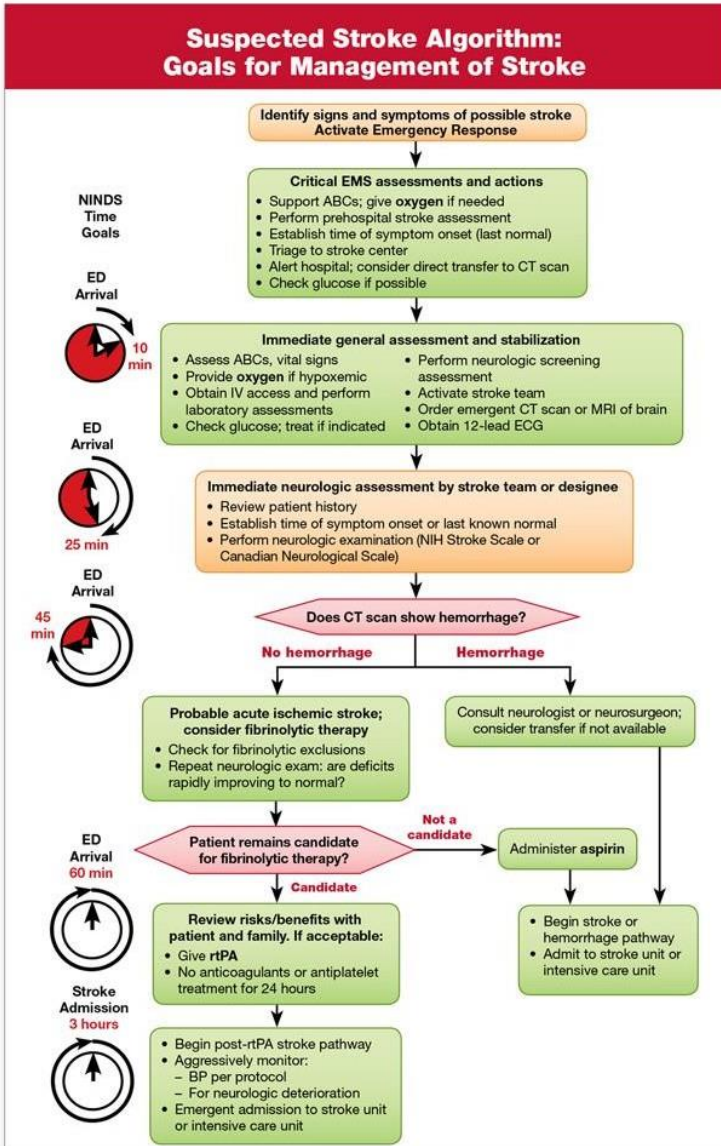 Suspected Stroke Algorithm:
Goals for Management of Stroke
Identify signs and symptoms of possible stroke
Activate Emergency Response
NINDS
Time
Goals
Critical EMS assessments and actions
• Support ABCs; give oxygen if needed
• Perform prehospital stroke assessment
• Establish time of symptom onset (last normal)
• Triage to stroke center
• Alert hospital; consider direct transfer to CT scan
• Check glucose if possible
ED
Arrival
10
min
Immediate general assessment and stabilization
• Assess ABCs, vital signs
• Provide oxygen if hypoxemic
• Obtain IV access and perform
laboratory assessments
• Check glucose; treat if indicated
• Perform neurologic screening
assessment
• Activate stroke team
• Order emergent CT scan or MRI of brain
• Obtain 12-lead ECG
ED
Arrival
25 min
Immediate neurologic assessment by stroke team or designee
• Review patient history
• Establish time of symptom onset or last known normal
• Perform neurologic examination (NIH Stroke Scale or
Canadian Neurological Scale)
ED
Arrival
45
min
Does CT scan show hemorrhage?
No hemorrhage
Hemorrhage
Probable acute ischemic stroke;
consider fibrinolytic therapy
• Check for fibrinolytic exclusions
• Repeat neurologic exam: are deficits
rapidly improving to normal?
Consult neurologist or neurosurgeon;
consider transfer if not available
Patient remains candidate
for fibrinolytic therapy?
Not a
candidate
Administer aspirin
Candidate
ED
Arrival
60 min
Review risks/benefits with
patient and family. If acceptable:
• Give rtPA
• No anticoagulants or antiplatelet
treatment for 24 hours
• Begin stroke or
hemorrhage pathway
• Admit to stroke unit or
intensive care unit
Stroke
Admission
3 hours
• Begin post-rtPA stroke pathway
• Aggressively monitor:
– BP per protocol
– For neurologic deterioration
• Emergent admission to stroke unit
or intensive care unit